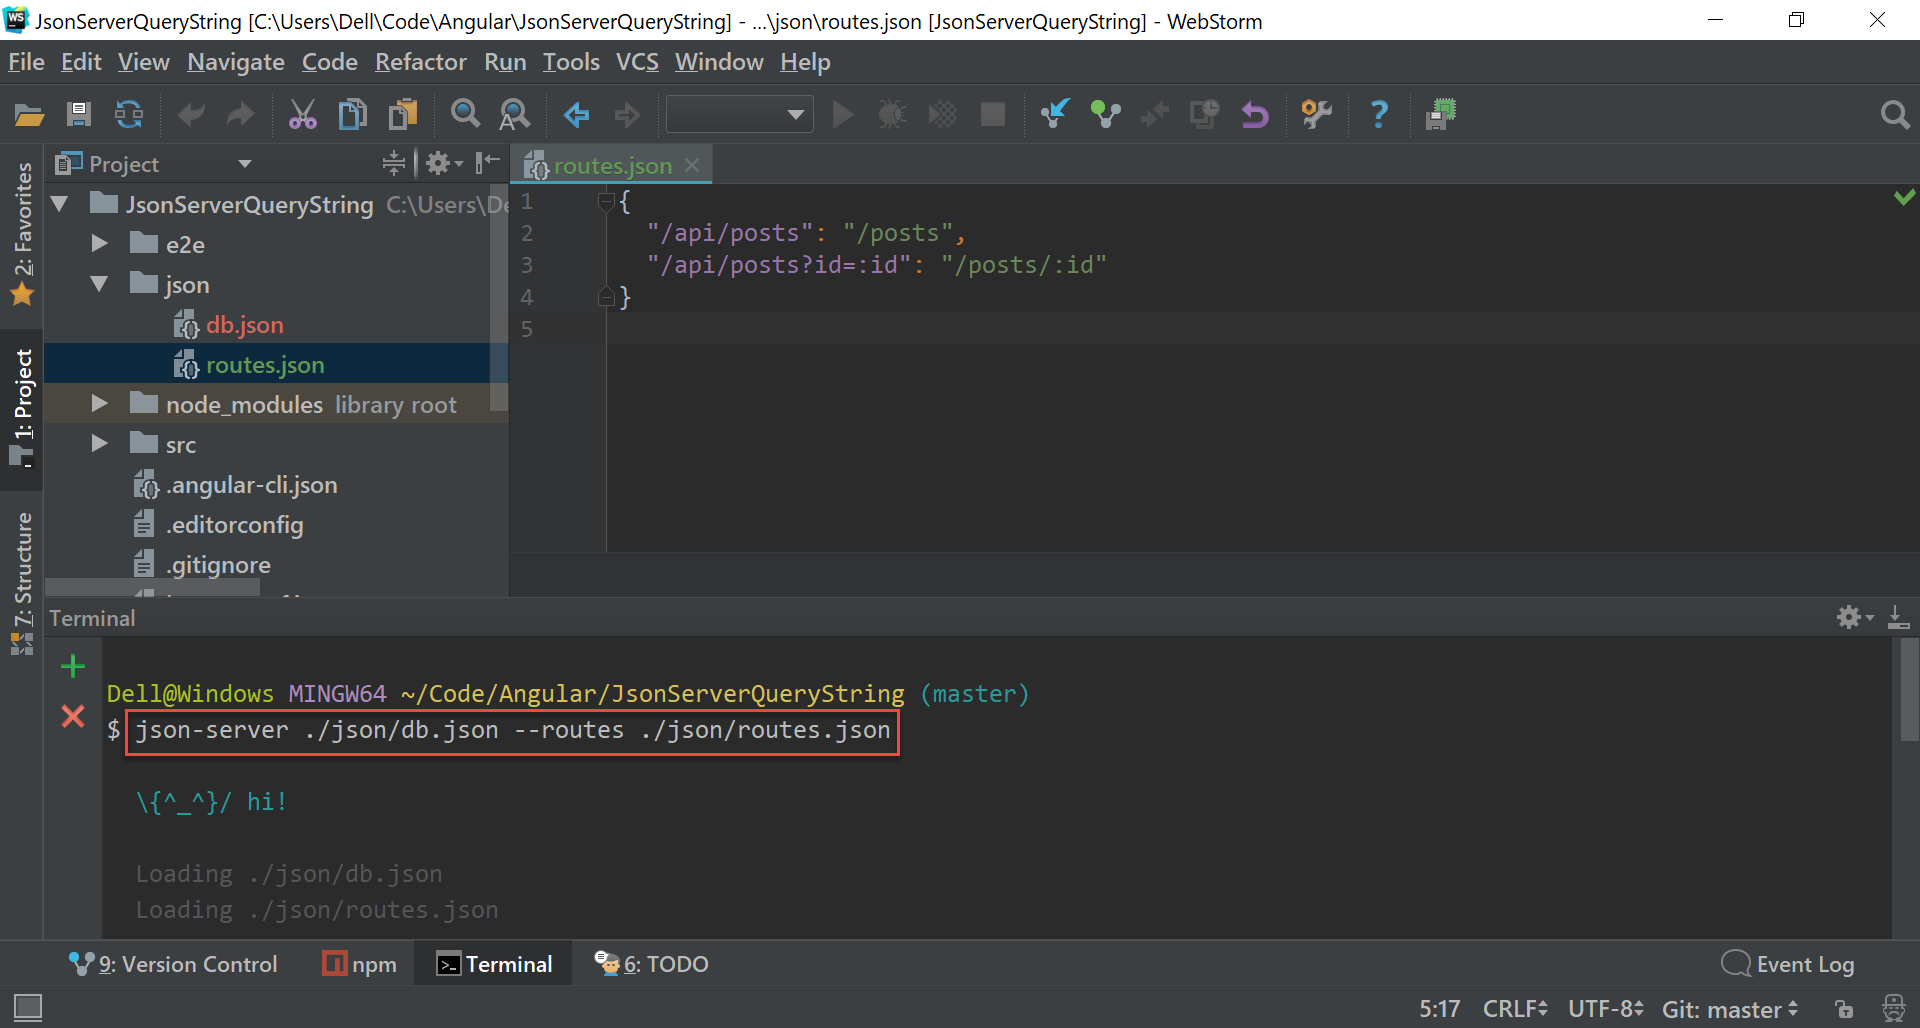 WS JsonServerQueryString [C:\Users\Dell\Code\Angular\JsonServerQueryString] - ...\json\routes.json [JsonServerQueryString] - WebStorm
File Edit View Navigate Code Refactor Run Tools VCS Window Help
Project
routes.json
2: Favorites
1: Project
7: Structure
JsonServerQueryString C:\Users\De
e2e
json
db.json
routes.json
node_modules library root
src
.angular-cli.json
.editorconfig
.gitignore
1 {
2 "/api/posts": "/posts",
3 "/api/posts?id=:id": "/posts/:id"
4 }
5
Terminal
Dell@Windows MINGW64 ~/Code/Angular/JsonServerQueryString (master)
$ json-server ./json/db.json --routes ./json/routes.json
\{^_^}/ hi!
Loading ./json/db.json
Loading ./json/routes.json
9: Version Control npm Terminal 6: TODO Event Log
5:17 CRLF UTF-8 Git: master